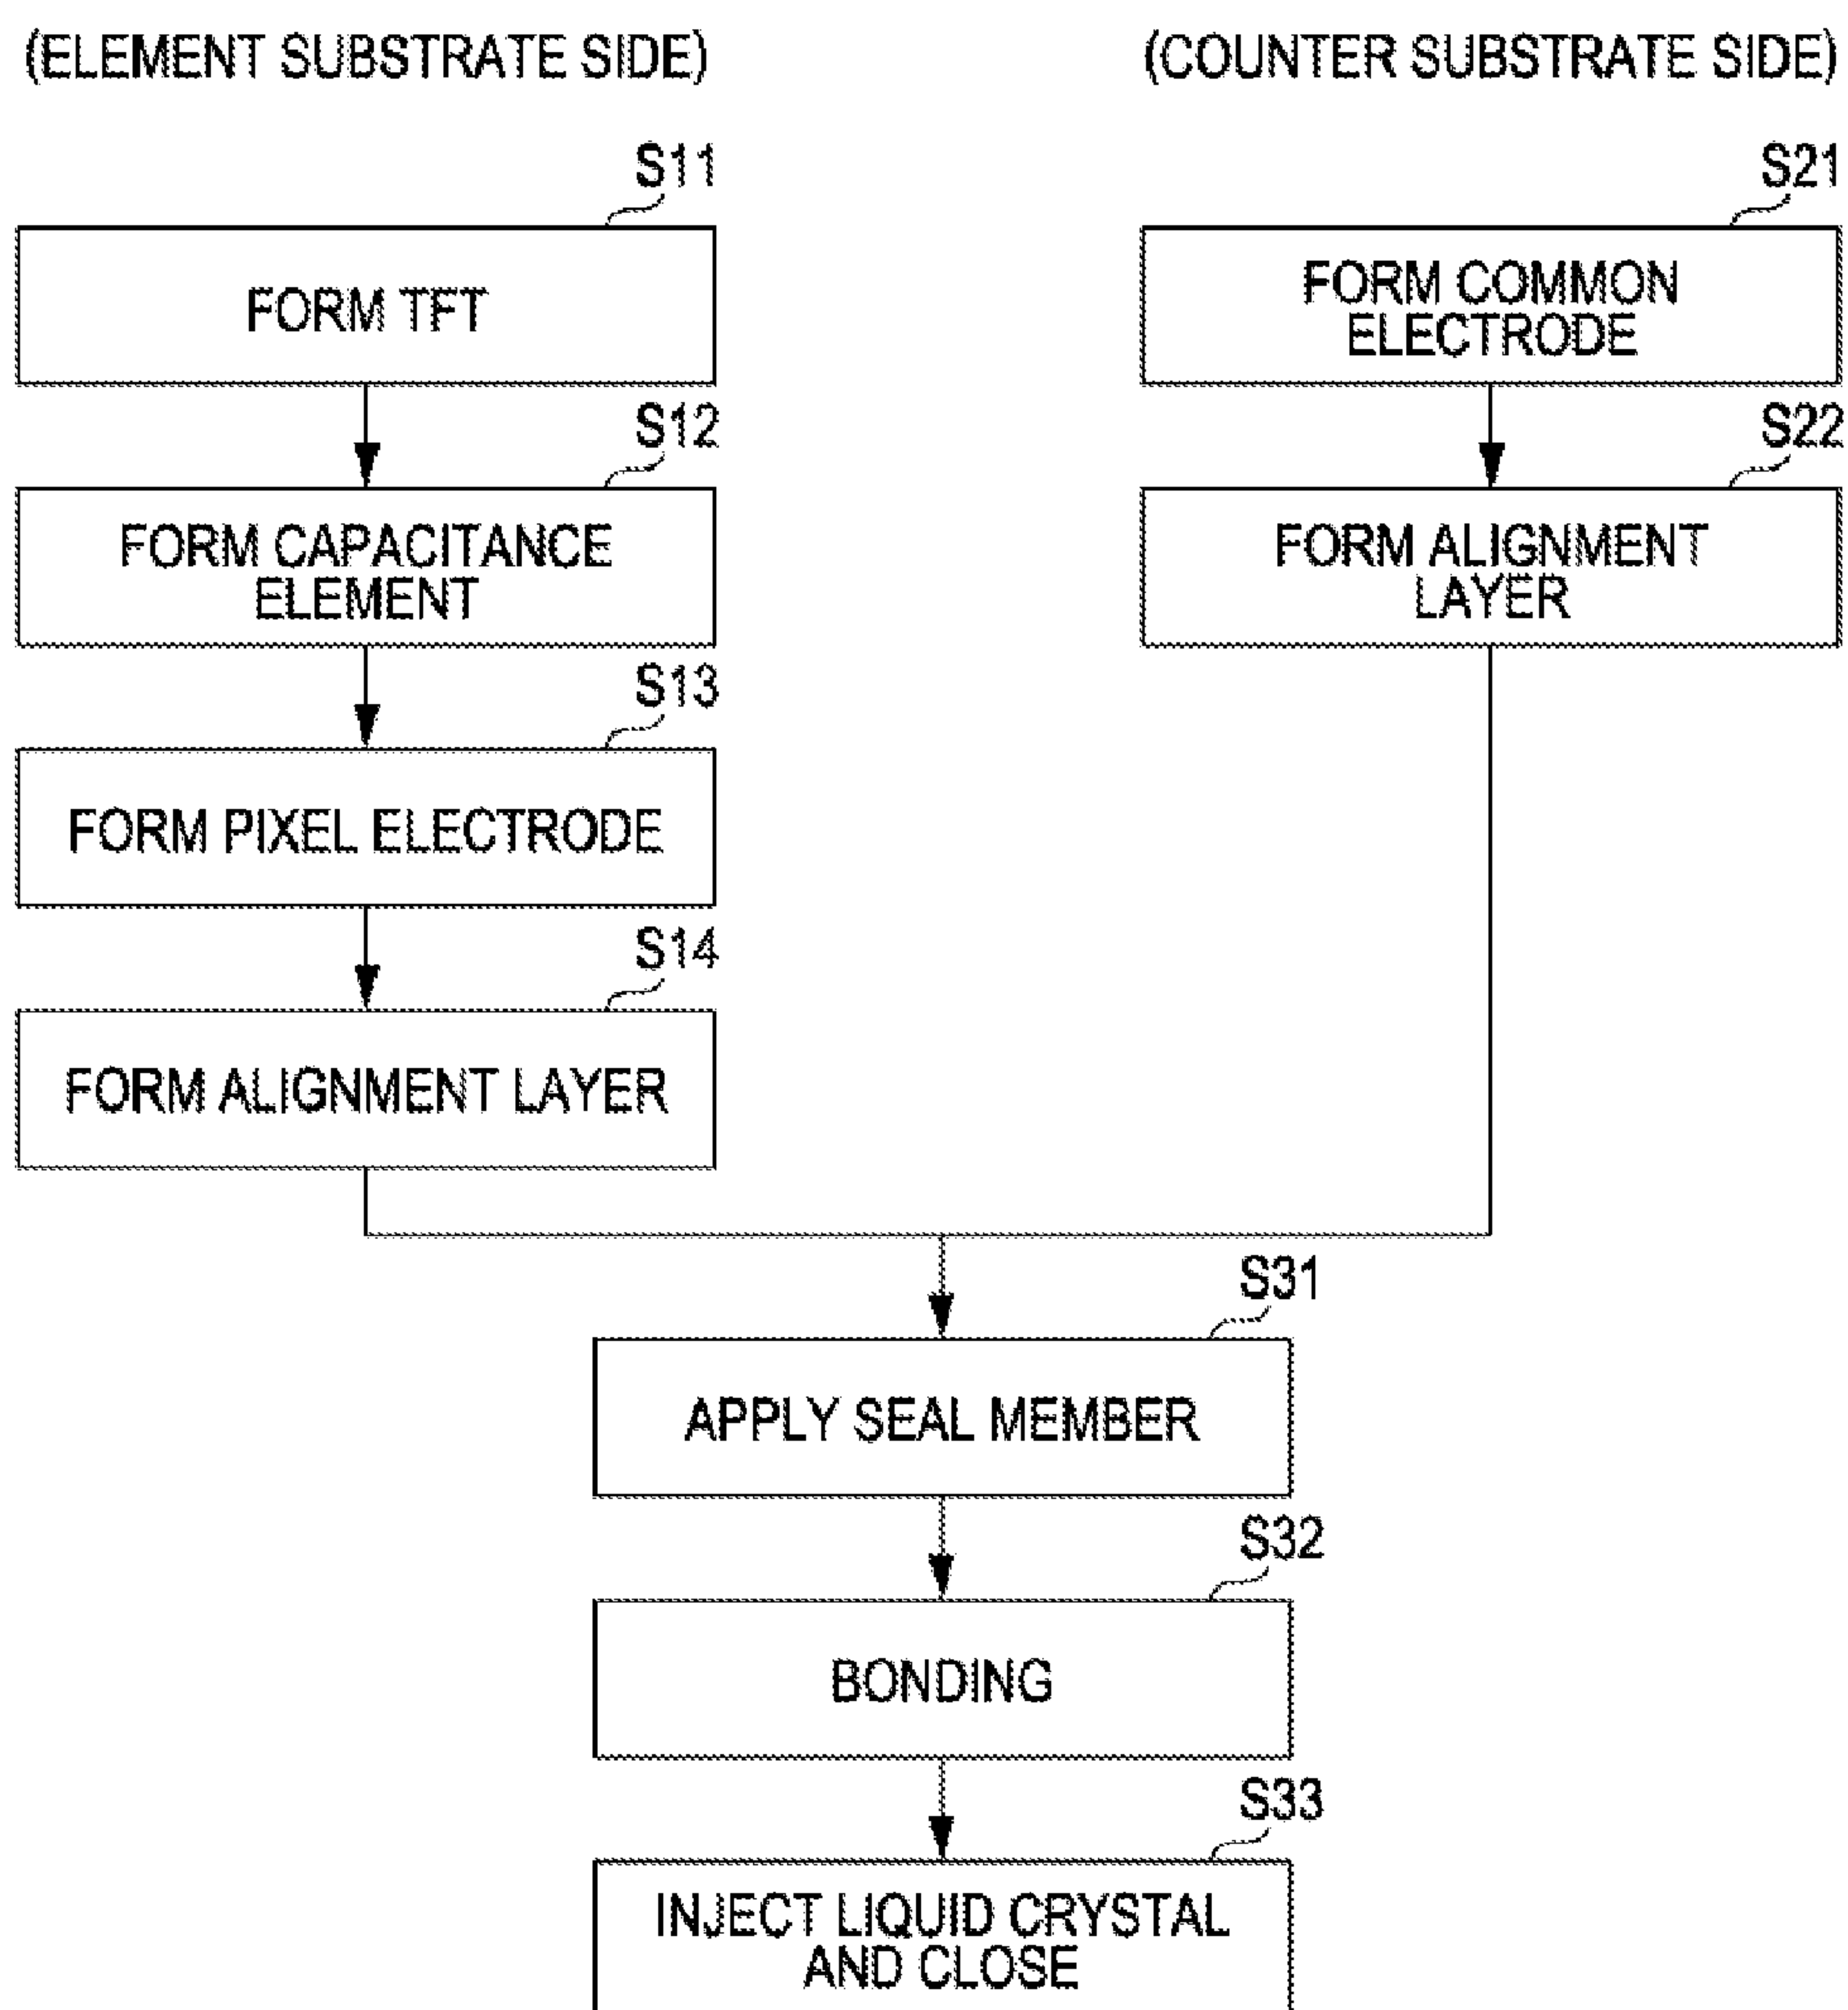 (ELEMENT SUBSTRATE SIDE)
(COUNTER SUBSTRATE SIDE)
S11
FORM TFT
S12
FORM CAPACITANCE
ELEMENT
S13
FORM PIXEL ELECTRODE
S14
FORM ALIGNMENT LAYER
S21
FORM COMMON
ELECTRODE
S22
FORM ALIGNMENT
LAYER
S31
APPLY SEAL MEMBER
S32
BONDING
S33
INJECT LIQUID CRYSTAL
AND CLOSE